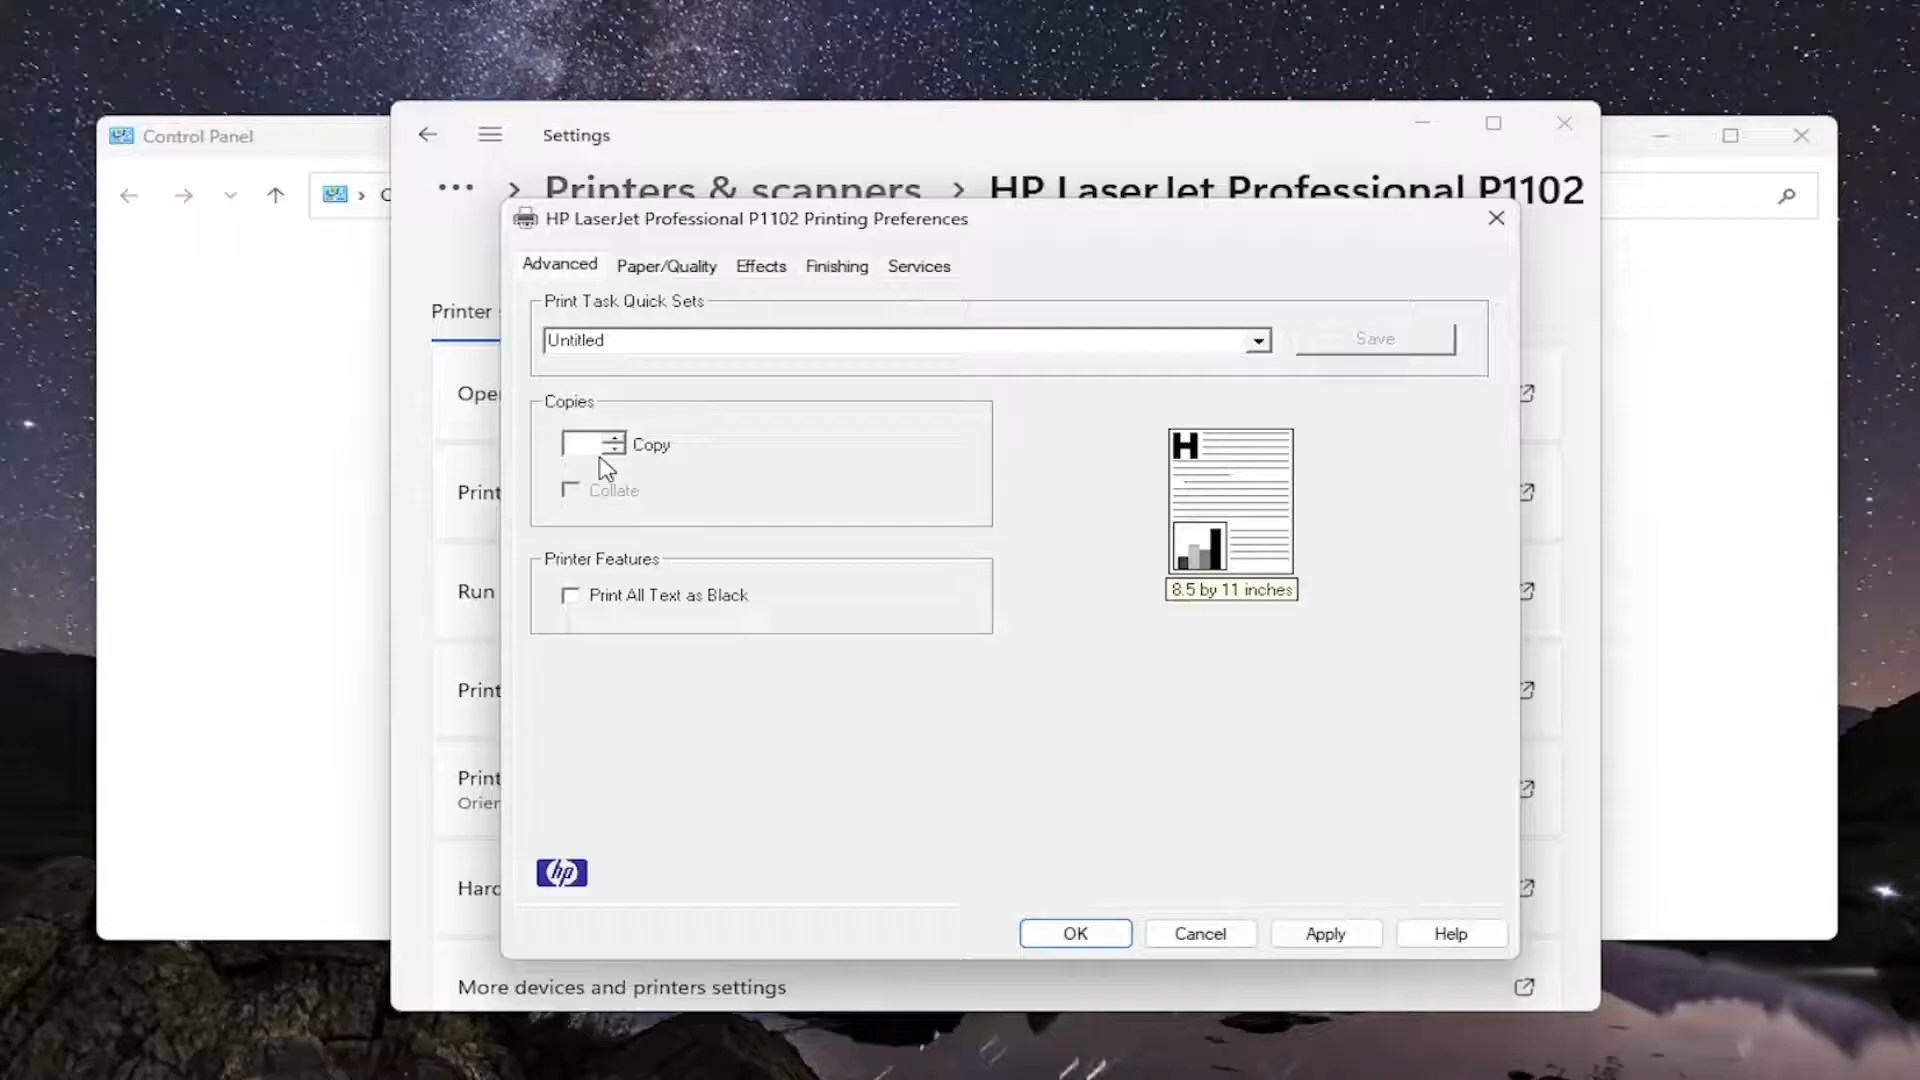 Control Panel
Settings
Printers & scanners > HP LaserJet Professional P1102
HP LaserJet Professional P1102 Printing Preferences
Advanced Paper/Quality Effects Finishing Services
Print Task Quick Sets
Untitled
Save
Printer
Copies
Copy
Collate
H
8.5 by 11 inches
Printer Features
Print All Text as Black
Run
Print
Print
Print
hp
OK Cancel Apply Help
More devices and printers settings